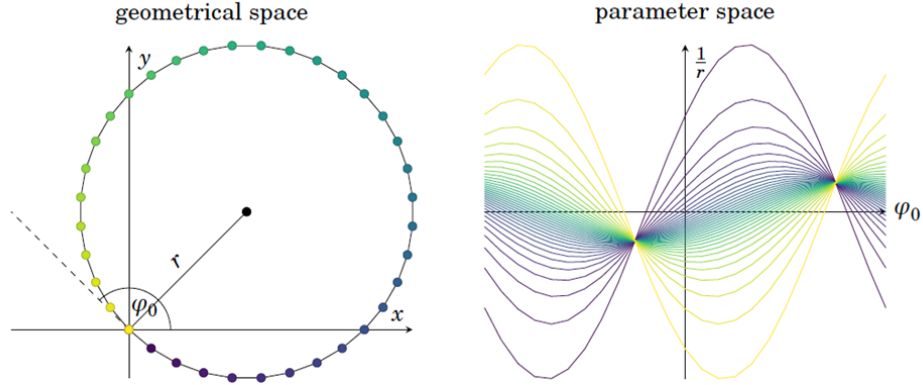 geometrical space
y
r
φ₀
x
parameter space
1/r
φ₀